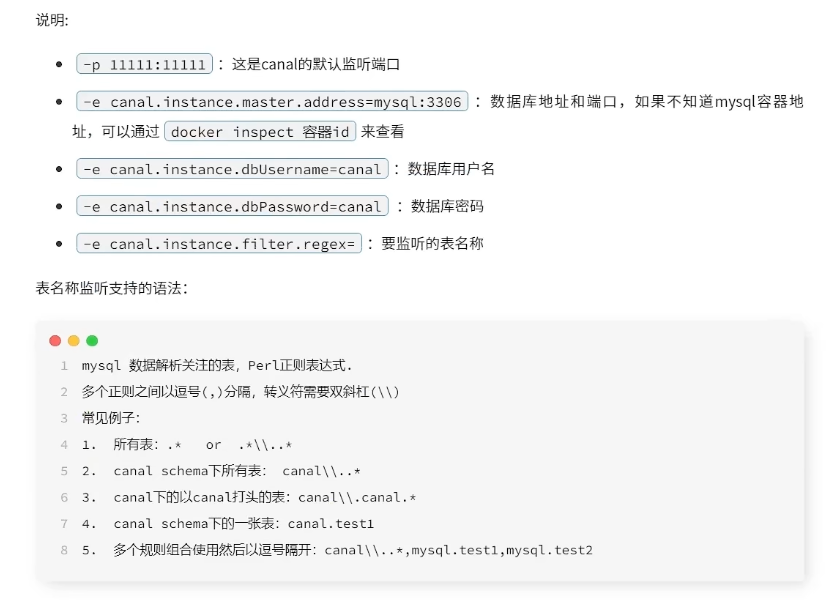 说明:
-p 11111:11111 ：这是canal的默认监听端口
-e canal.instance.master.address=mysql:3306 ：数据库地址和端口，如果不知道mysql容器地
址，可以通过 docker inspect 容器id 来查看
-e canal.instance.dbUsername=canal ：数据库用户名
-e canal.instance.dbPassword=canal ：数据库密码
-e canal.instance.filter.regex= ：要监听的表名称
表名称监听支持的语法：
1 mysql 数据解析关注的表，Perl正则表达式.
2 多个正则之间以逗号(,)分隔，转义符需要双斜杠(\\)
3 常见例子：
4 1.  所有表：.*   or  .*\\..*
5 2.  canal schema下所有表： canal\\..*
6 3.  canal下的以canal打头的表：canal\\.canal.*
7 4.  canal schema下的一张表：canal.test1
8 5.  多个规则组合使用然后以逗号隔开：canal\\..*,mysql.test1,mysql.test2